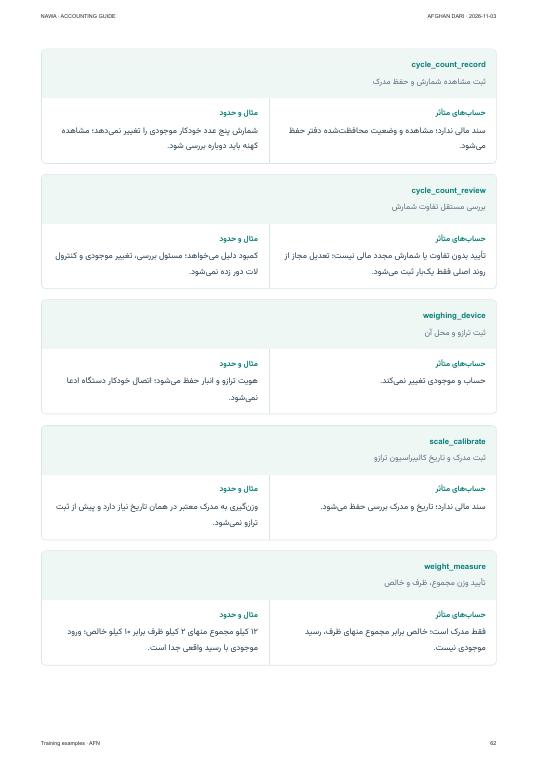 NAWA · ACCOUNTING GUIDE
AFGHAN DARI · 2026-11-03
cycle_count_record
ثبت مشاهده شمارش و حفظ مدرک
حساب‌های متأثر
سند مالی ندارد؛ مشاهده و وضعیت محافظت‌شده دفتر حفظ
می‌شود.
مثال و حدود
شمارش پنج عدد خودکار موجودی را تغییر نمی‌دهد؛ مشاهده
کهنه باید دوباره بررسی شود.
cycle_count_review
بررسی مستقل تفاوت شمارش
حساب‌های متأثر
تأیید بدون تفاوت یا شمارش مجدد مالی نیست؛ تعدیل مجاز از
روند اصلی فقط یک‌بار ثبت می‌شود.
مثال و حدود
کمبود دلیل می‌خواهد؛ مسئول بررسی، تغییر موجودی و کنترول
لات دور زده نمی‌شود.
weighing_device
ثبت ترازو و محل آن
حساب‌های متأثر
حساب و موجودی تغییر نمی‌کند.
مثال و حدود
هویت ترازو و انبار حفظ می‌شود؛ اتصال خودکار دستگاه ادعا
نمی‌شود.
scale_calibrate
ثبت مدرک و تاریخ کالیبراسیون ترازو
حساب‌های متأثر
سند مالی ندارد؛ تاریخ و مدرک بررسی حفظ می‌شود.
مثال و حدود
وزن‌گیری به مدرک معتبر در همان تاریخ نیاز دارد و پیش از ثبت
ترازو نمی‌شود.
weight_measure
تأیید وزن مجموع، ظرف و خالص
حساب‌های متأثر
فقط مدرک است؛ خالص برابر مجموع منهای ظرف، رسید
موجودی نیست.
مثال و حدود
۱۲ کیلو مجموع منهای ۲ کیلو ظرف برابر ۱۰ کیلو خالص؛ ورود
موجودی با رسید واقعی جدا است.
Training examples · AFN
62